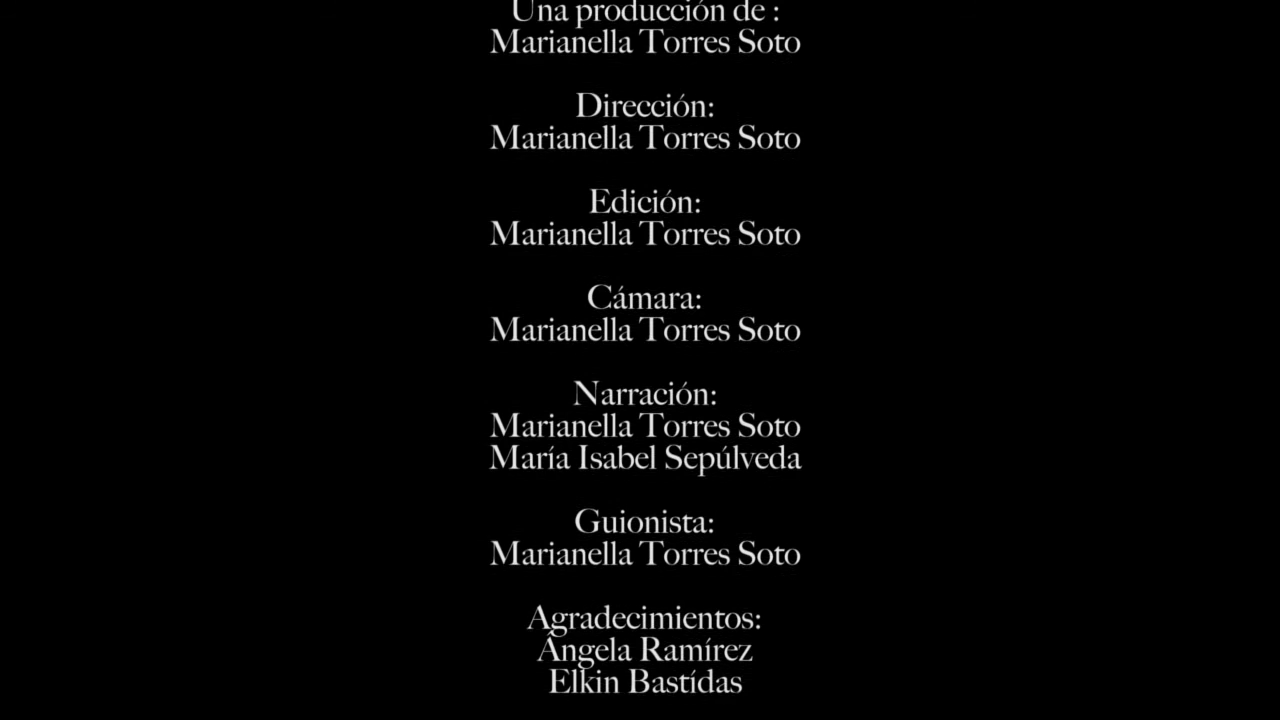 Una producción de :
Marianella Torres Soto
Dirección:
Marianella Torres Soto
Edición:
Marianella Torres Soto
Cámara:
Marianella Torres Soto
Narración:
Marianella Torres Soto
María Isabel Sepúlveda
Guionista:
Marianella Torres Soto
Agradecimientos:
Ángela Ramírez
Elkin Bastídas